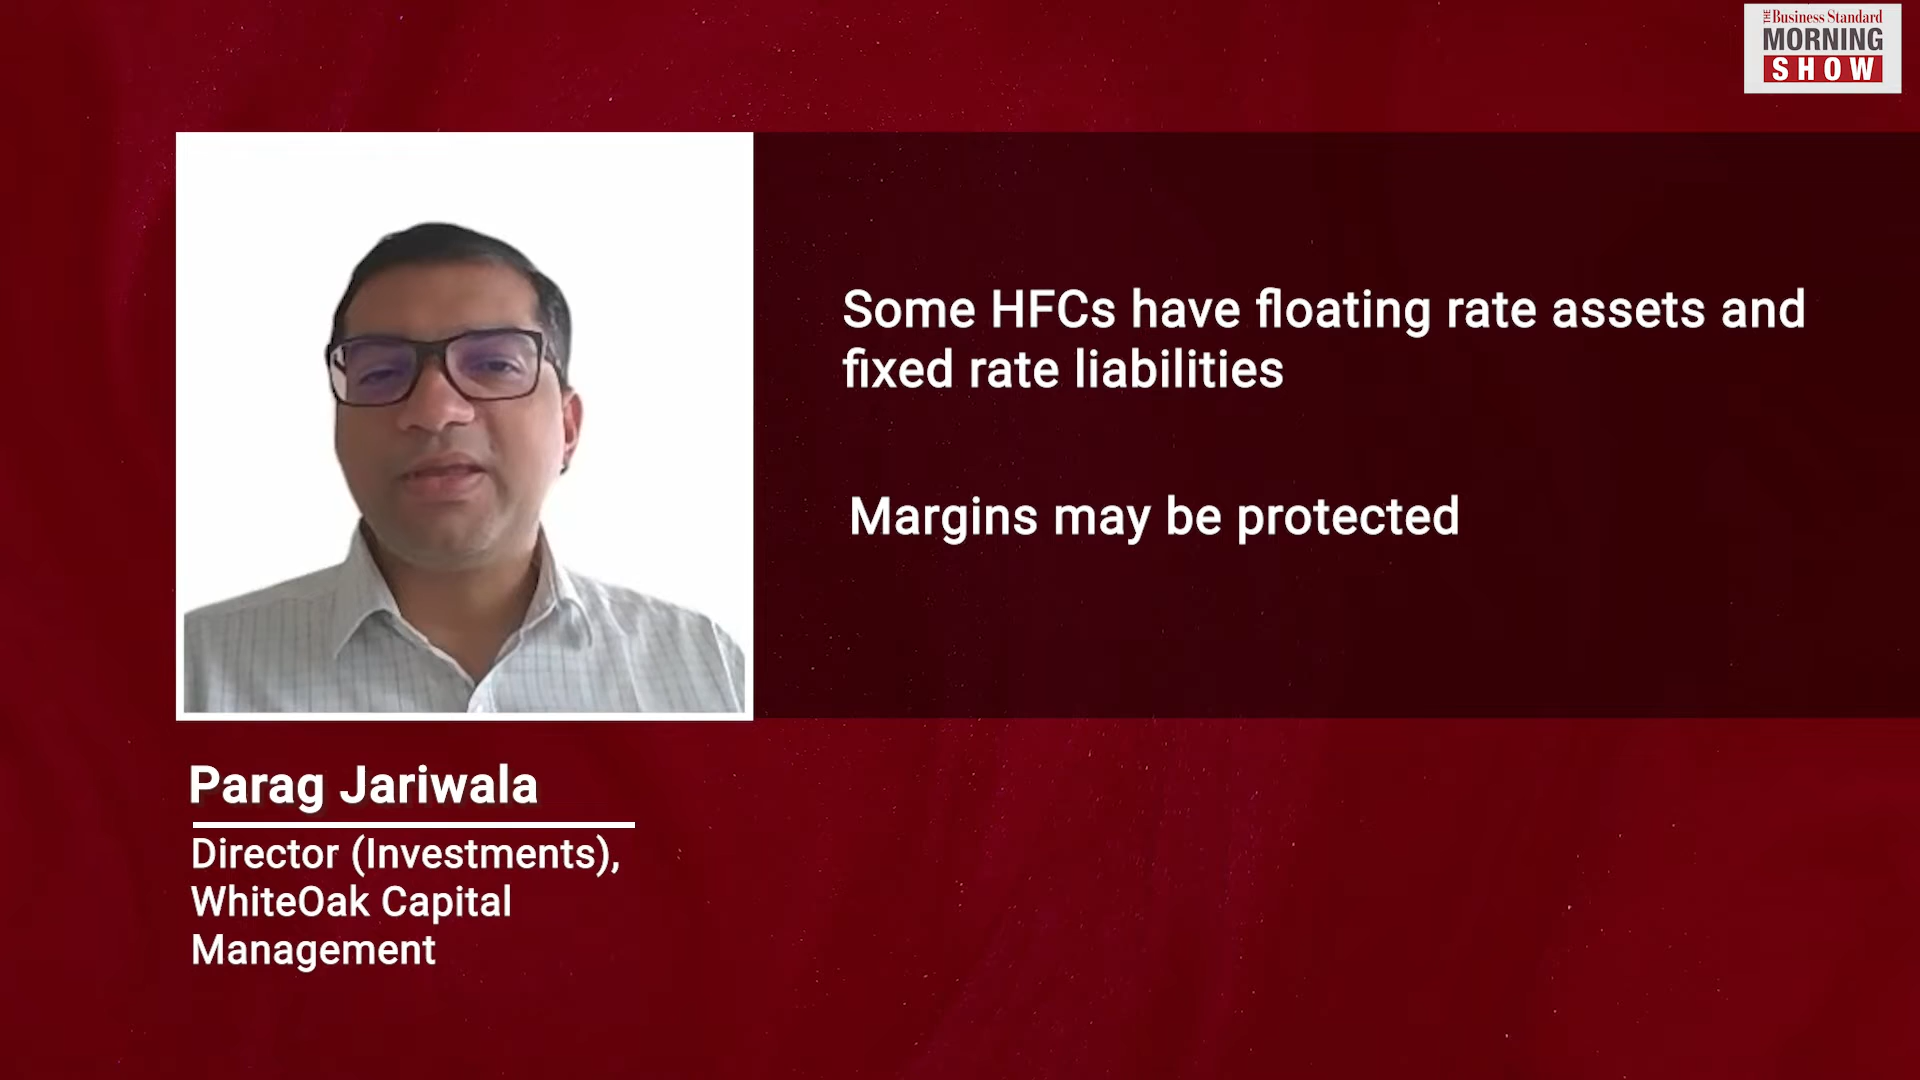 THE Business Standard
MORNING
SHOW
Some HFCs have floating rate assets and
fixed rate liabilities
Margins may be protected
Parag Jariwala
Director (Investments),
WhiteOak Capital
Management